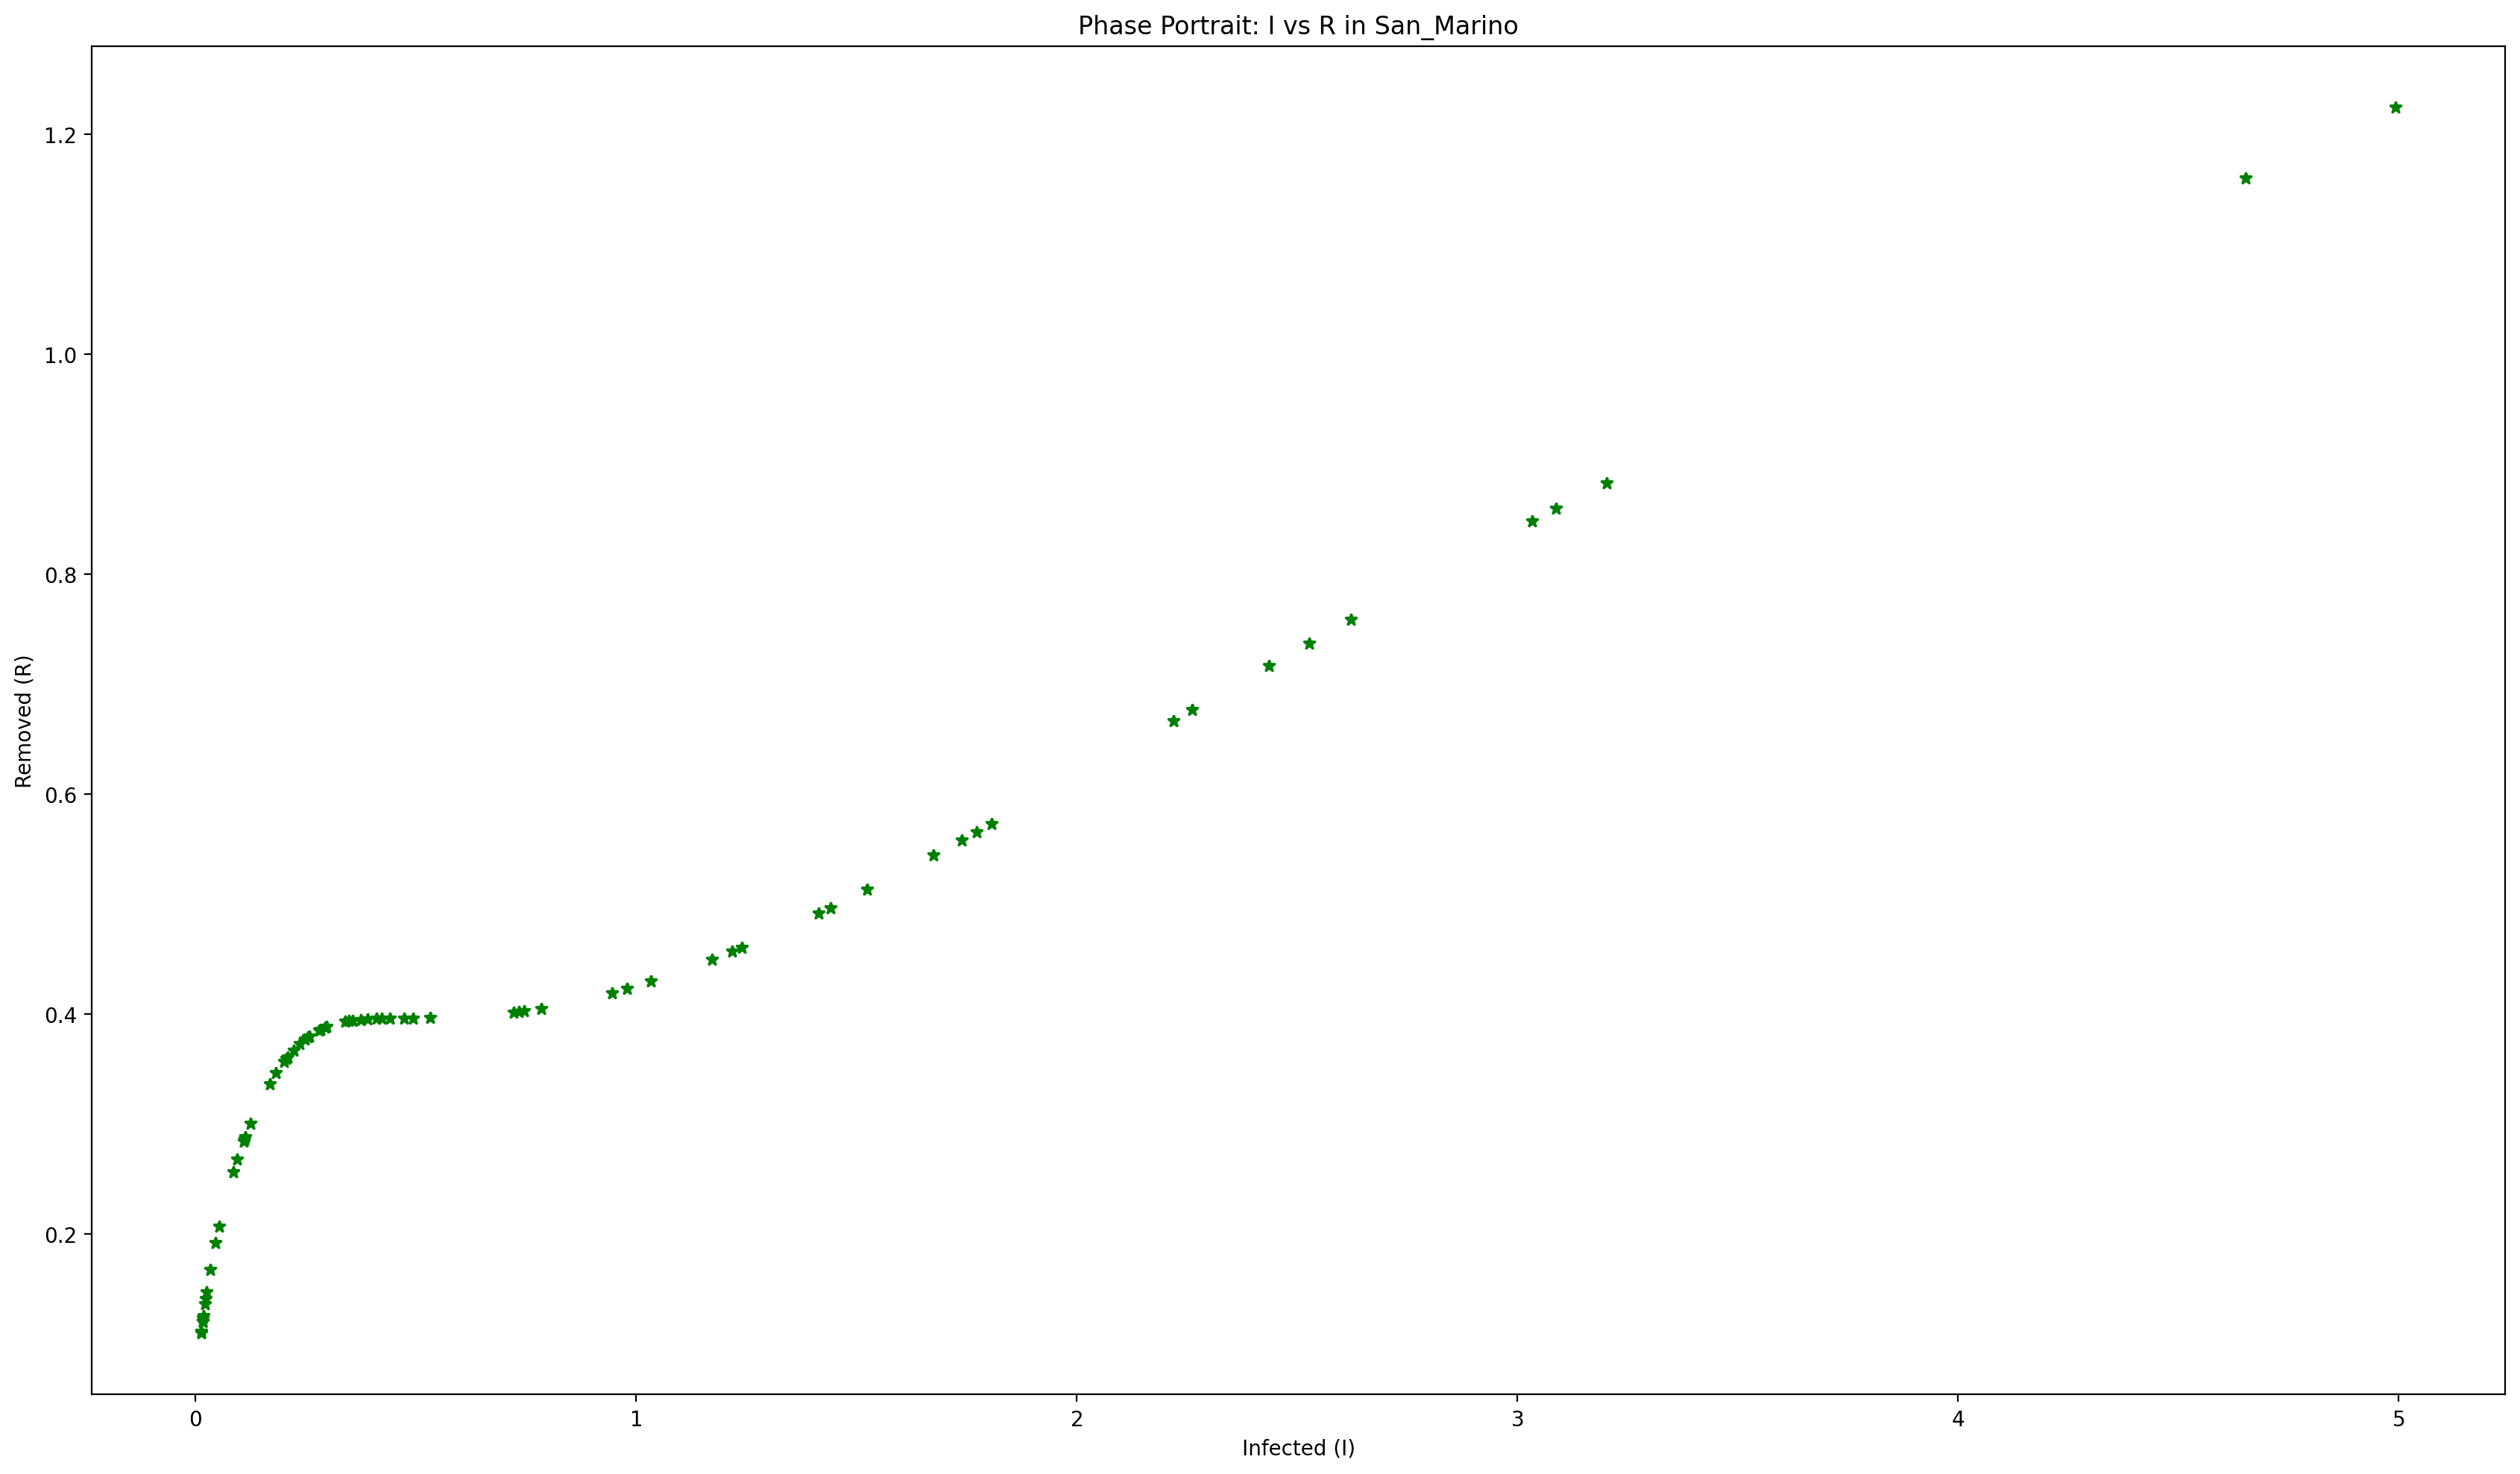 Phase Portrait: I vs R in San_Marino
1.2
1.0
0.8
0.6
0.4
0.2
Removed (R)
0 1 2 3 4 5
Infected (I)